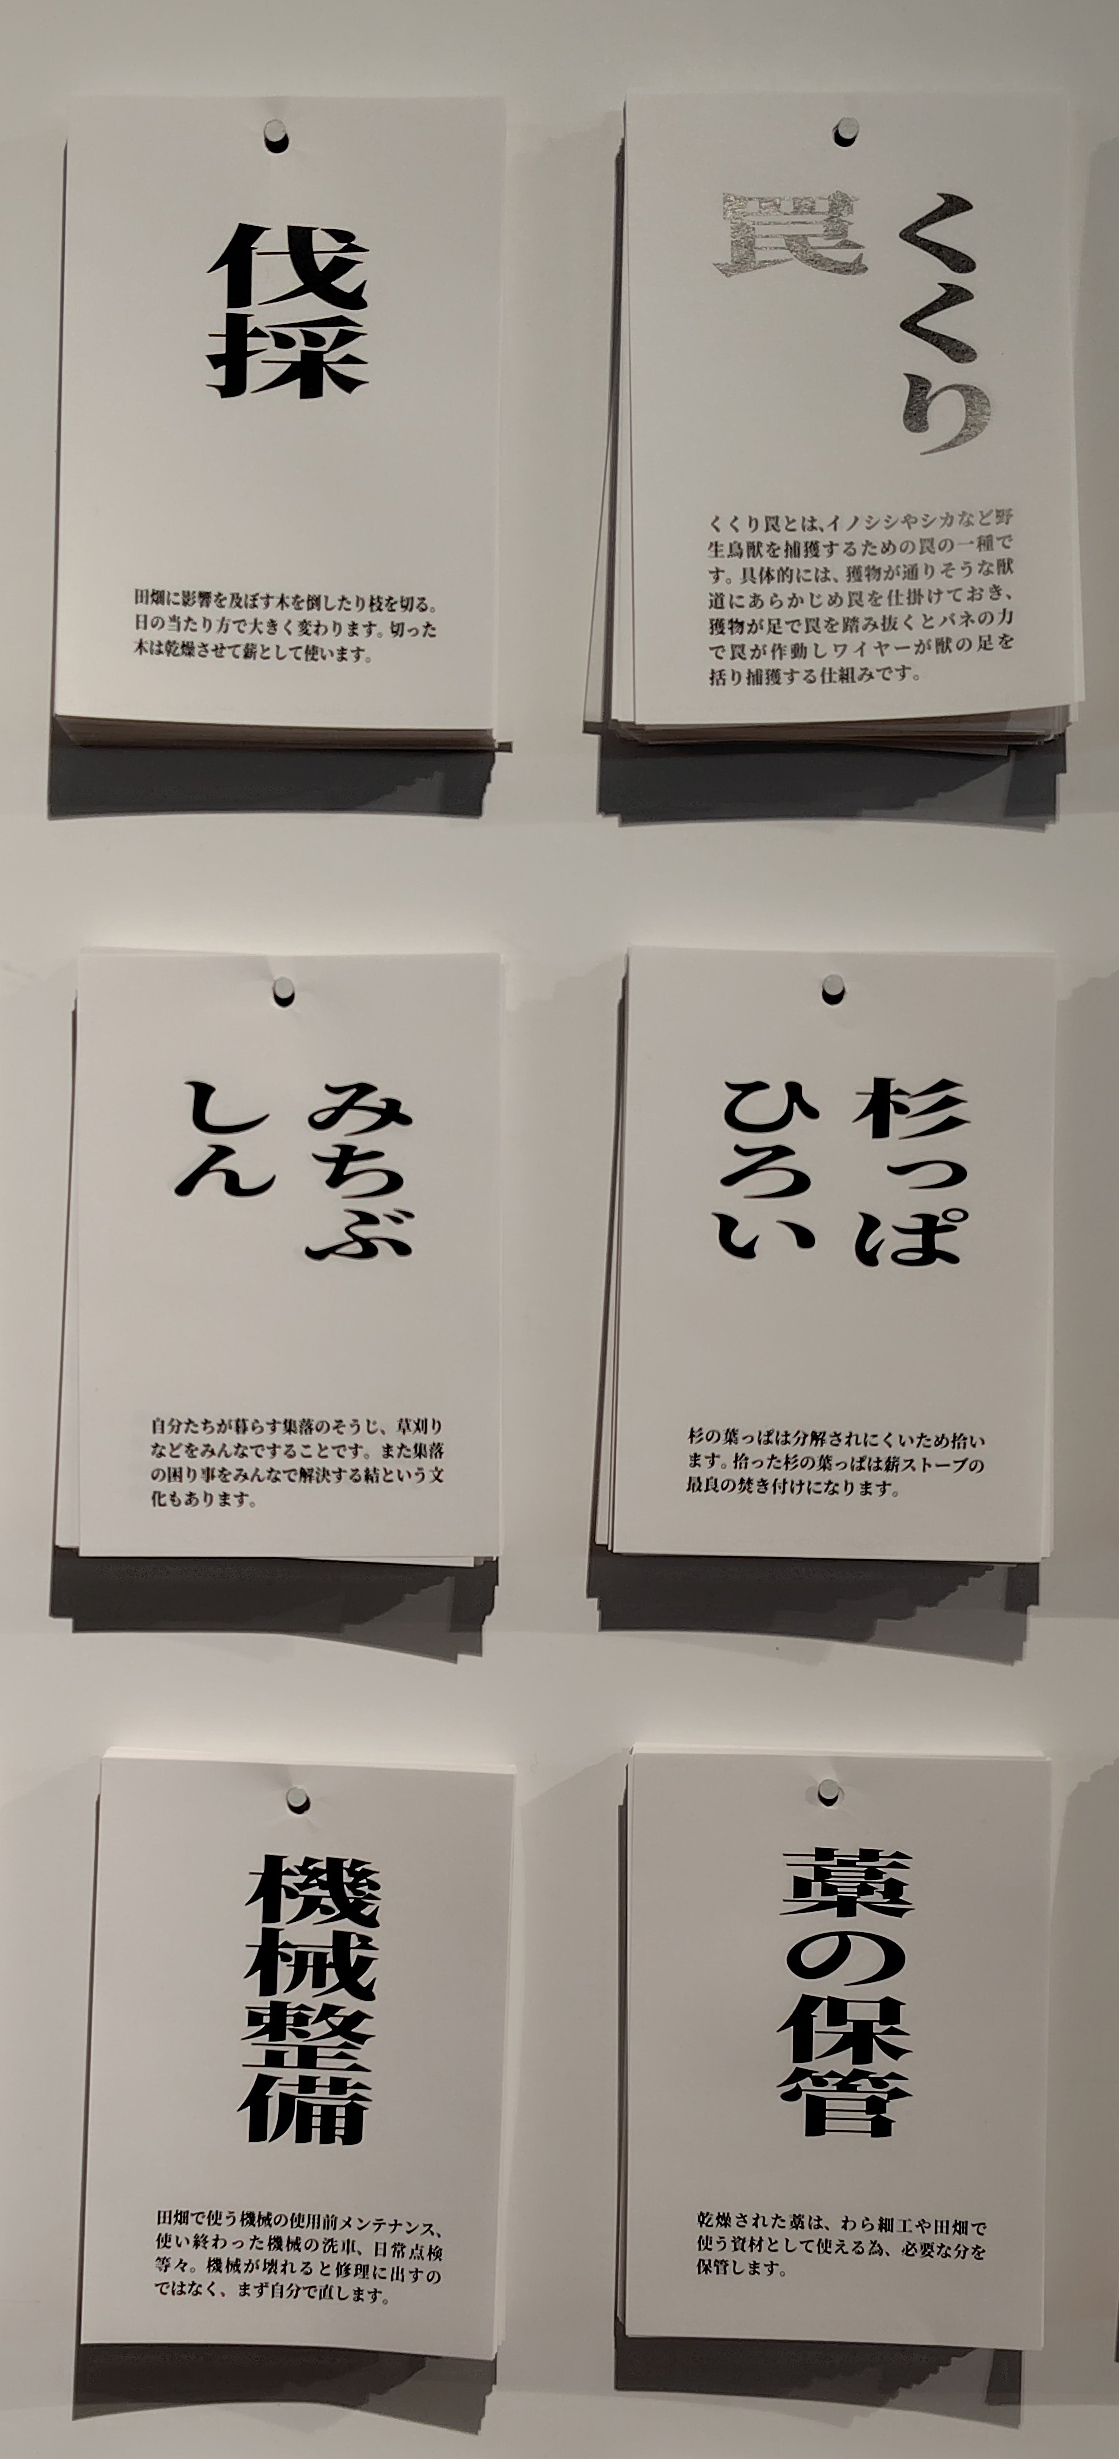 伐採
田畑に影響を及ぼす木を倒したり枝を切る。
日の当たり方で大きく変わります。切った
木は乾燥させて薪として使います。
くくり
罠
くくり罠とは、イノシシやシカなど野
生鳥獣を捕獲するための罠の一種で
す。具体的には、獲物が通りそうな獣
道にあらかじめ罠を仕掛けておき、
獲物が足で罠を踏み抜くとバネの力
で罠が作動しワイヤーが獣の足を
括り捕獲する仕組みです。
みちぶ
しん
自分たちが暮らす集落のそうじ、草刈り
などをみんなですることです。また集落
の困り事をみんなで解決する結という文
化もあります。
杉っぱ
ひろい
杉の葉っぱは分解されにくいため拾い
ます。拾った杉の葉っぱは薪ストーブの
最良の焚き付けになります。
機械整備
田畑で使う機械の使用前メンテナンス、
使い終わった機械の洗車、日常点検
等々。機械が壊れると修理に出すの
ではなく、まず自分で直します。
藁の保管
乾燥された藁は、わら細工や田畑で
使う資材として使える為、必要な分を
保管します。